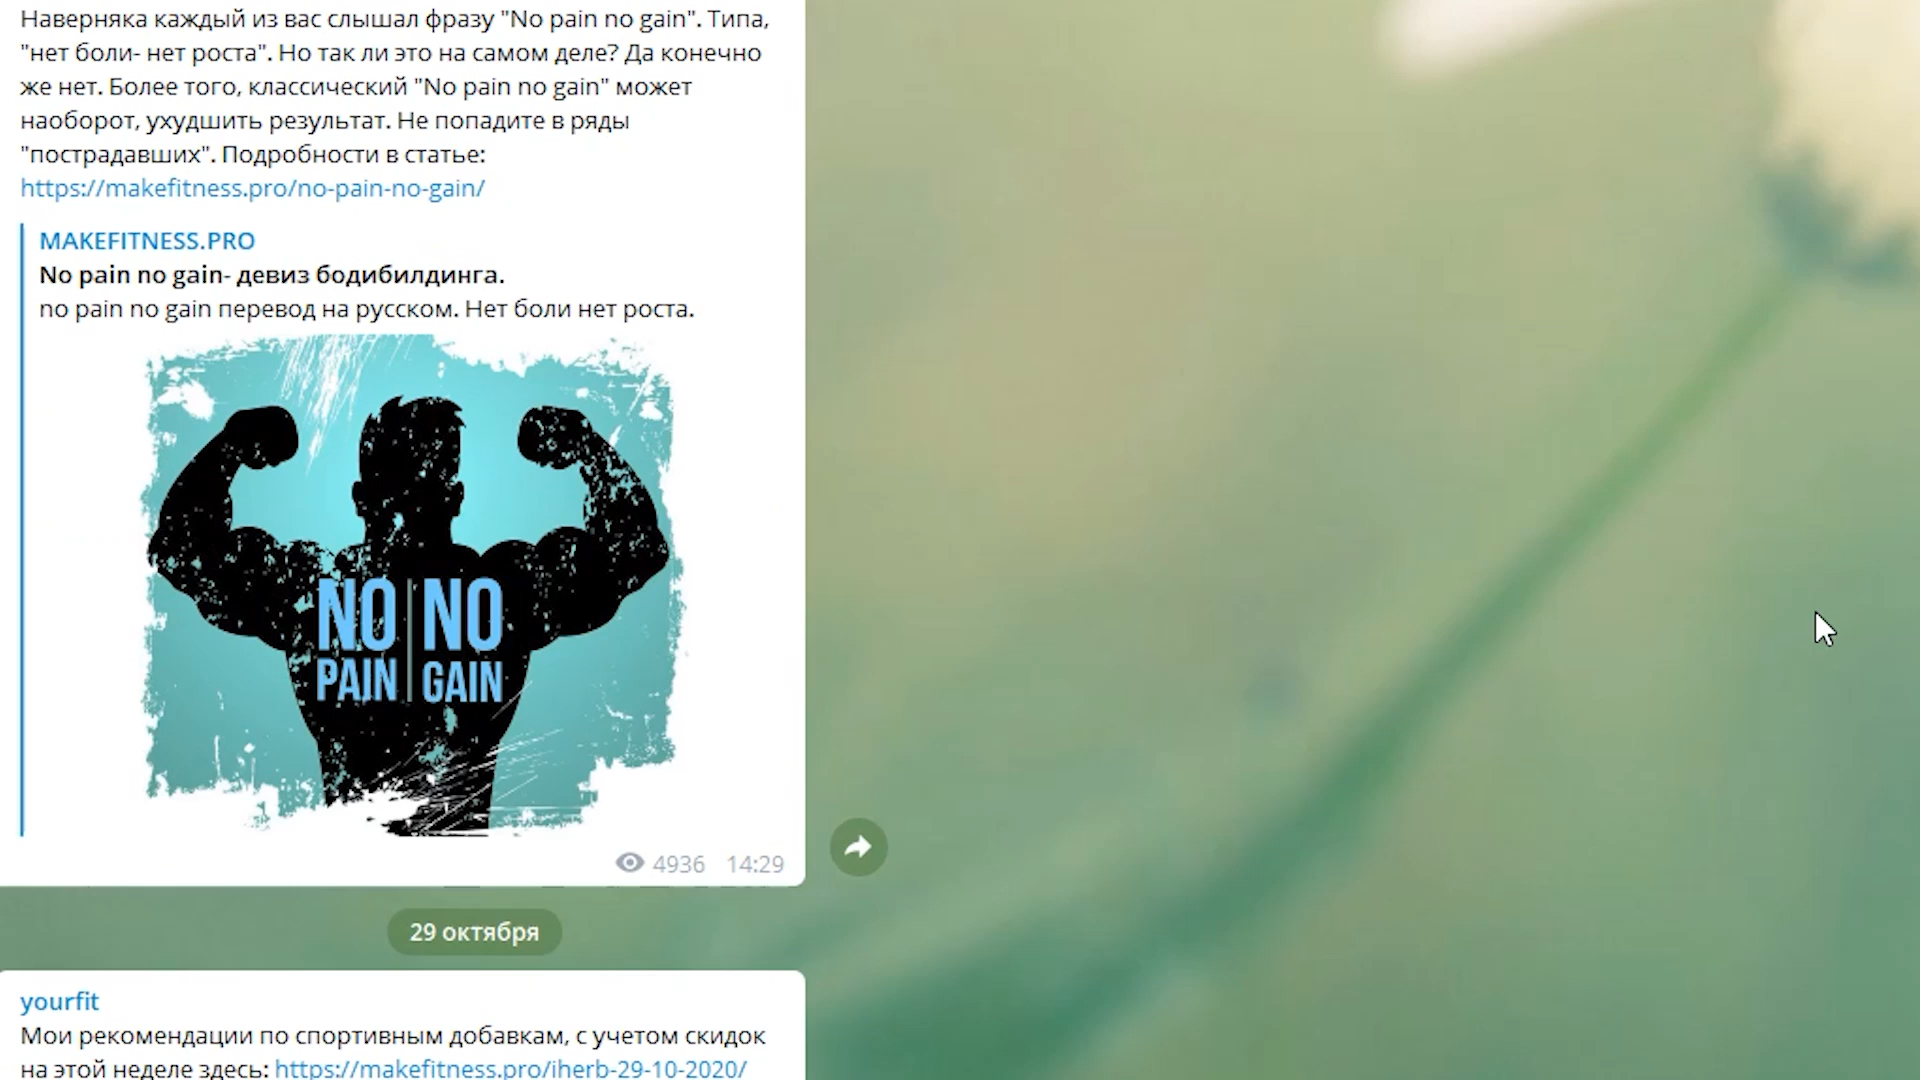 Наверняка каждый из вас слышал фразу "No pain no gain". Типа,
"нет боли- нет роста". Но так ли это на самом деле? Да конечно
же нет. Более того, классический "No pain no gain" может
наоборот, ухудшить результат. Не попадите в ряды
"пострадавших". Подробности в статье:
https://makefitness.pro/no-pain-no-gain/
MAKEFITNESS.PRO
No pain no gain- девиз бодибилдинга.
no pain no gain перевод на русском. Нет боли нет роста.
NO NO
PAIN GAIN
4936 14:29
29 октября
yourfit
Мои рекомендации по спортивным добавкам, с учетом скидок
на этой неделе здесь: https://makefitness.pro/iherb-29-10-2020/